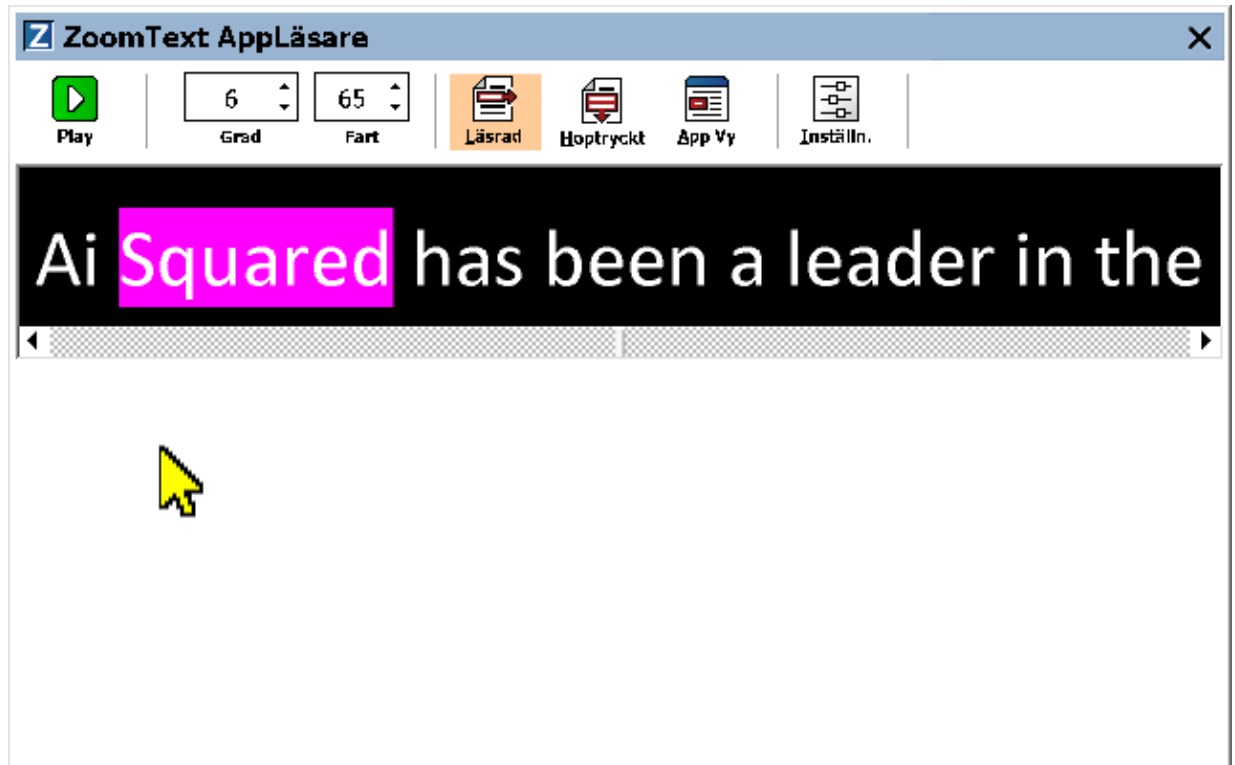 Z ZoomText AppLäsare
6 65
Play Grad Fart Läsrad Hoptryckt App Vy Inställn.
Ai Squared has been a leader in the